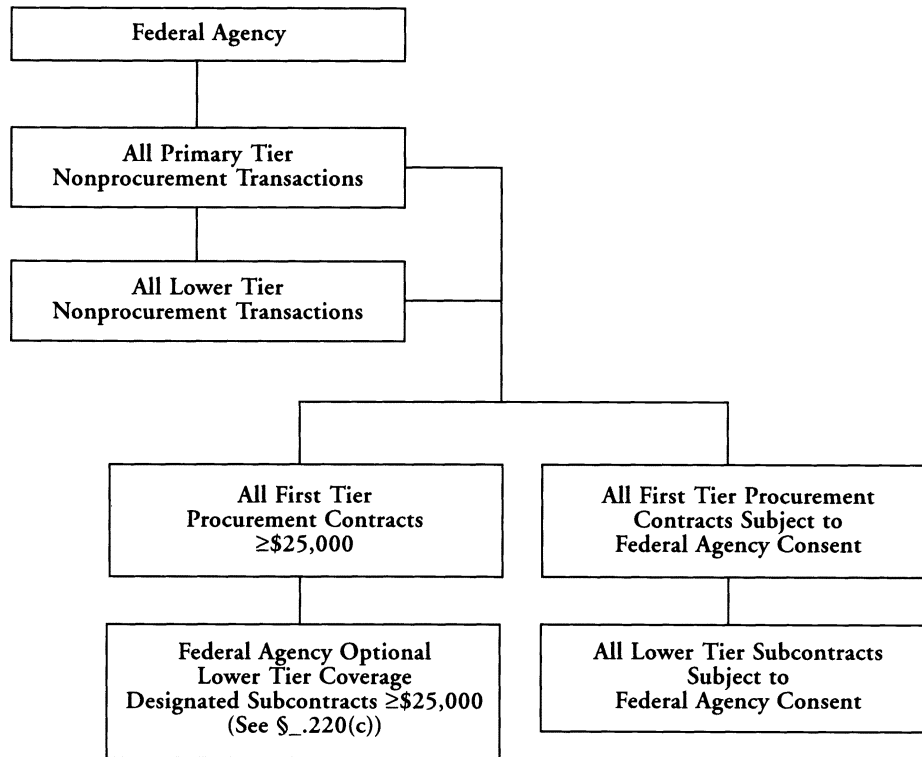 Federal Agency
All Primary Tier
Nonprocurement Transactions
All Lower Tier
Nonprocurement Transactions
All First Tier
Procurement Contracts
≥$25,000
All First Tier Procurement
Contracts Subject to
Federal Agency Consent
Federal Agency Optional
Lower Tier Coverage
Designated Subcontracts ≥$25,000
(See §_.220(c))
All Lower Tier Subcontracts
Subject to
Federal Agency Consent